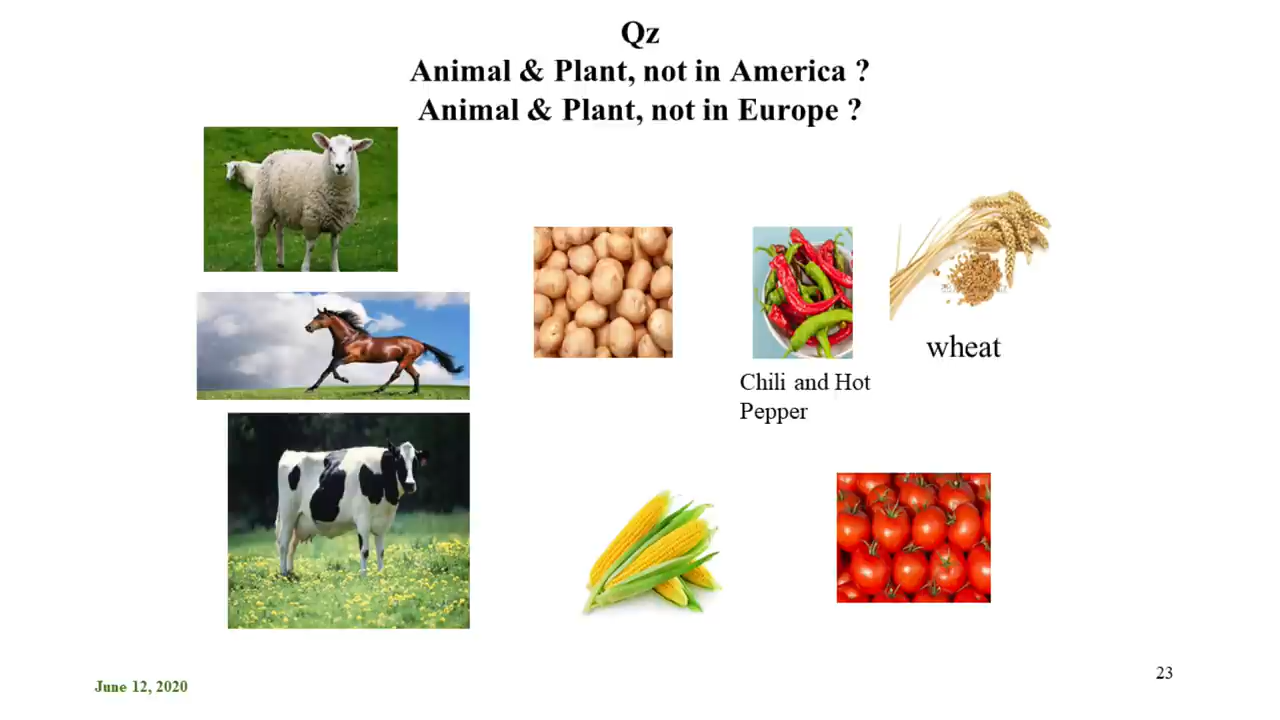 Qz
Animal & Plant, not in America ?
Animal & Plant, not in Europe ?
wheat
Chili and Hot
Pepper
June 12, 2020
23